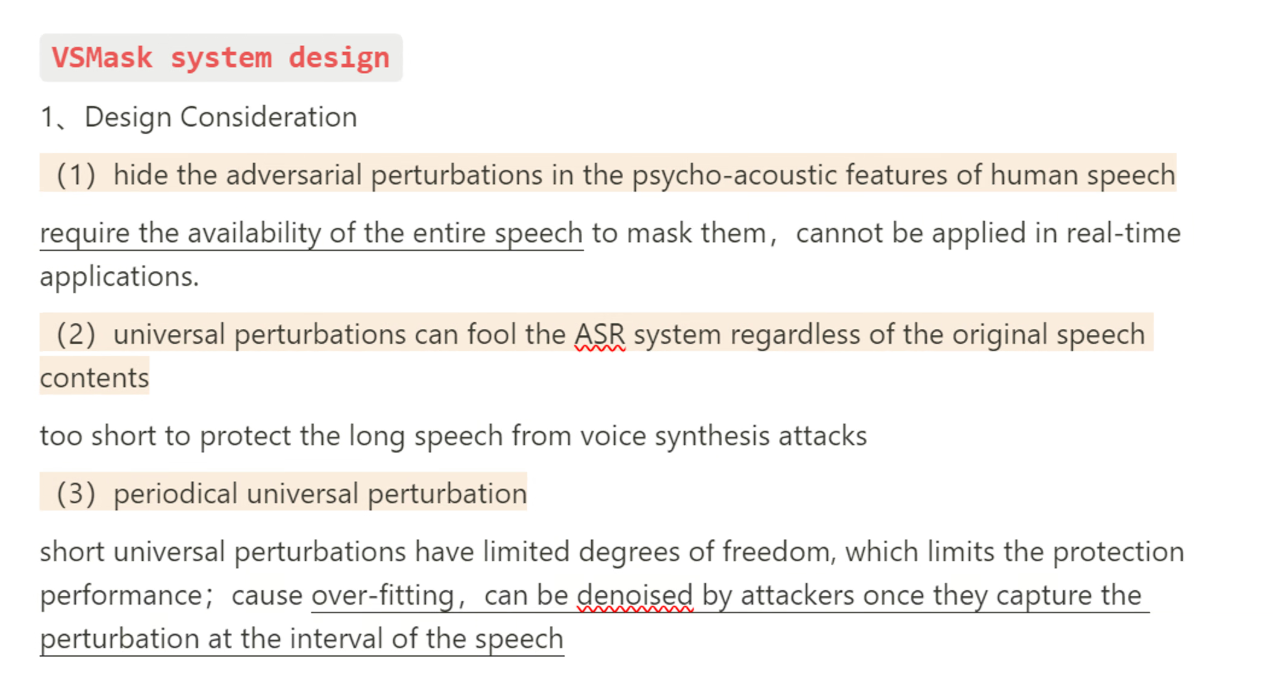 VSMask system design
1、Design Consideration
（1）hide the adversarial perturbations in the psycho-acoustic features of human speech
require the availability of the entire speech to mask them，cannot be applied in real-time
applications.
（2）universal perturbations can fool the ASR system regardless of the original speech
contents
too short to protect the long speech from voice synthesis attacks
（3）periodical universal perturbation
short universal perturbations have limited degrees of freedom, which limits the protection
performance；cause over-fitting，can be denoised by attackers once they capture the
perturbation at the interval of the speech